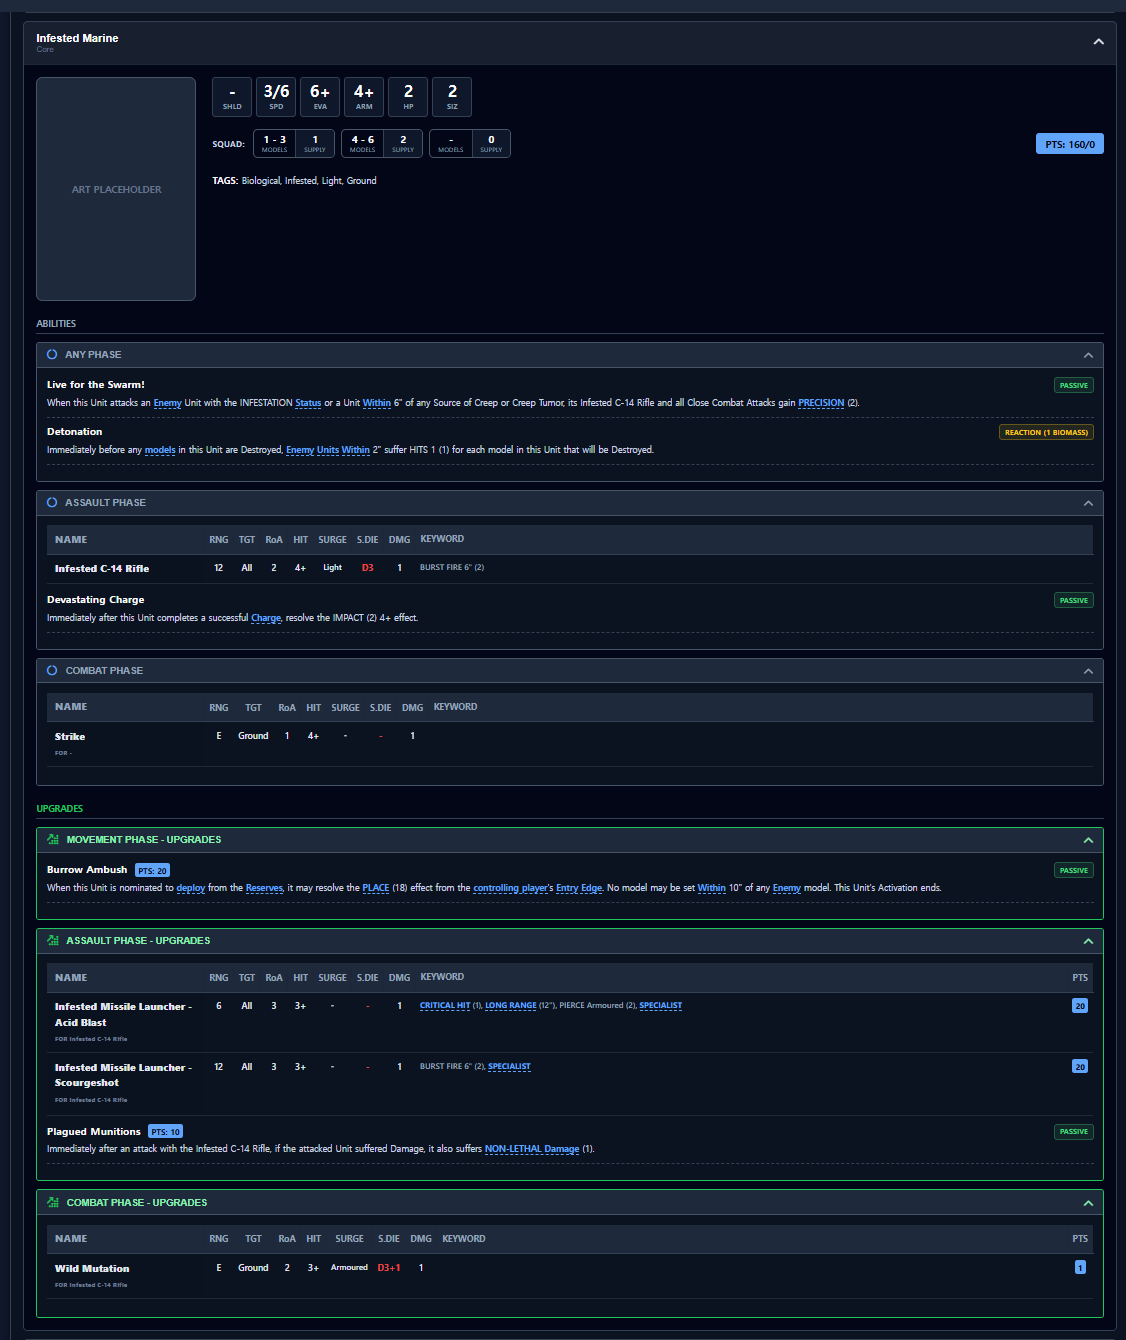 Infested Marine
Core
ART PLACEHOLDER
- 3/6 6+ 4+ 2 2
SHLD SPD EVA ARM HP SIZ
SQUAD: 1 - 3 MODELS 1 SUPPLY 4 - 6 MODELS 2 SUPPLY - MODELS 0 SUPPLY
PTS: 160/0
TAGS: Biological, Infested, Light, Ground
ABILITIES
ANY PHASE
Live for the Swarm! PASSIVE
When this Unit attacks an Enemy Unit with the INFESTATION Status or a Unit Within 6" of any Source of Creep or Creep Tumor, its Infested C-14 Rifle and all Close Combat Attacks gain PRECISION (2).
Detonation REACTION (1 BIOMASS)
Immediately before any models in this Unit are Destroyed, Enemy Units Within 2" suffer HITS 1 (1) for each model in this Unit that will be Destroyed.
ASSAULT PHASE
NAME RNG TGT RoA HIT SURGE S.DIE DMG KEYWORD
Infested C-14 Rifle 12 All 2 4+ Light D3 1 BURST FIRE 6" (2)
Devastating Charge PASSIVE
Immediately after this Unit completes a successful Charge, resolve the IMPACT (2) 4+ effect.
COMBAT PHASE
NAME RNG TGT RoA HIT SURGE S.DIE DMG KEYWORD
Strike E Ground 1 4+ - - 1
FOR -
UPGRADES
MOVEMENT PHASE - UPGRADES
Burrow Ambush PTS: 20 PASSIVE
When this Unit is nominated to deploy from the Reserves, it may resolve the PLACE (18) effect from the controlling player's Entry Edge. No model may be set Within 10" of any Enemy model. This Unit's Activation ends.
ASSAULT PHASE - UPGRADES
NAME RNG TGT RoA HIT SURGE S.DIE DMG KEYWORD PTS
Infested Missile Launcher - 6 All 3 3+ - - 1 CRITICAL HIT (1), LONG RANGE (12"), PIERCE Armoured (2), SPECIALIST 20
Acid Blast
FOR Infested C-14 Rifle
Infested Missile Launcher - 12 All 3 3+ - - 1 BURST FIRE 6" (2), SPECIALIST 20
Scourgeshot
FOR Infested C-14 Rifle
Plagued Munitions PTS: 10 PASSIVE
Immediately after an attack with the Infested C-14 Rifle, if the attacked Unit suffered Damage, it also suffers NON-LETHAL Damage (1).
COMBAT PHASE - UPGRADES
NAME RNG TGT RoA HIT SURGE S.DIE DMG KEYWORD PTS
Wild Mutation E Ground 2 3+ Armoured D3+1 1 1
FOR Infested C-14 Rifle